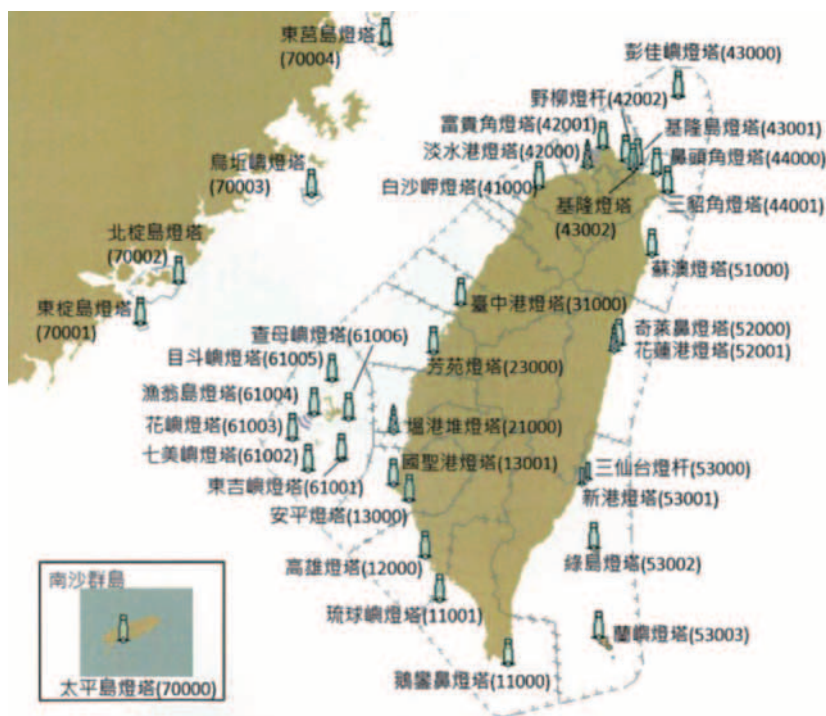 東莒島燈塔
(70004)
彭佳嶼燈塔(43000)
野柳燈杆(42002)
富貴角燈塔(42001)
基隆島燈塔(43001)
淡水港燈塔(42000)
鼻頭角燈塔(44000)
烏坵嶼燈塔
(70003)
白沙岬燈塔(41000)
三貂角燈塔(44001)
基隆燈塔
(43002)
北椗島燈塔
(70002)
蘇澳燈塔(51000)
東椗島燈塔
(70001)
臺中港燈塔(31000)
查母嶼燈塔(61006)
奇萊鼻燈塔(52000)
目斗嶼燈塔(61005)
花蓮港燈塔(52001)
芳苑燈塔(23000)
漁翁島燈塔(61004)
花嶼燈塔(61003)
塭港堆燈塔(21000)
七美嶼燈塔(61002)
國聖港燈塔(13001)
三仙台燈杆(53000)
東吉嶼燈塔(61001)
新港燈塔(53001)
安平燈塔(13000)
高雄燈塔(12000)
綠島燈塔(53002)
南沙群島
琉球嶼燈塔(11001)
蘭嶼燈塔(53003)
太平島燈塔(70000)
鵝鑾鼻燈塔(11000)